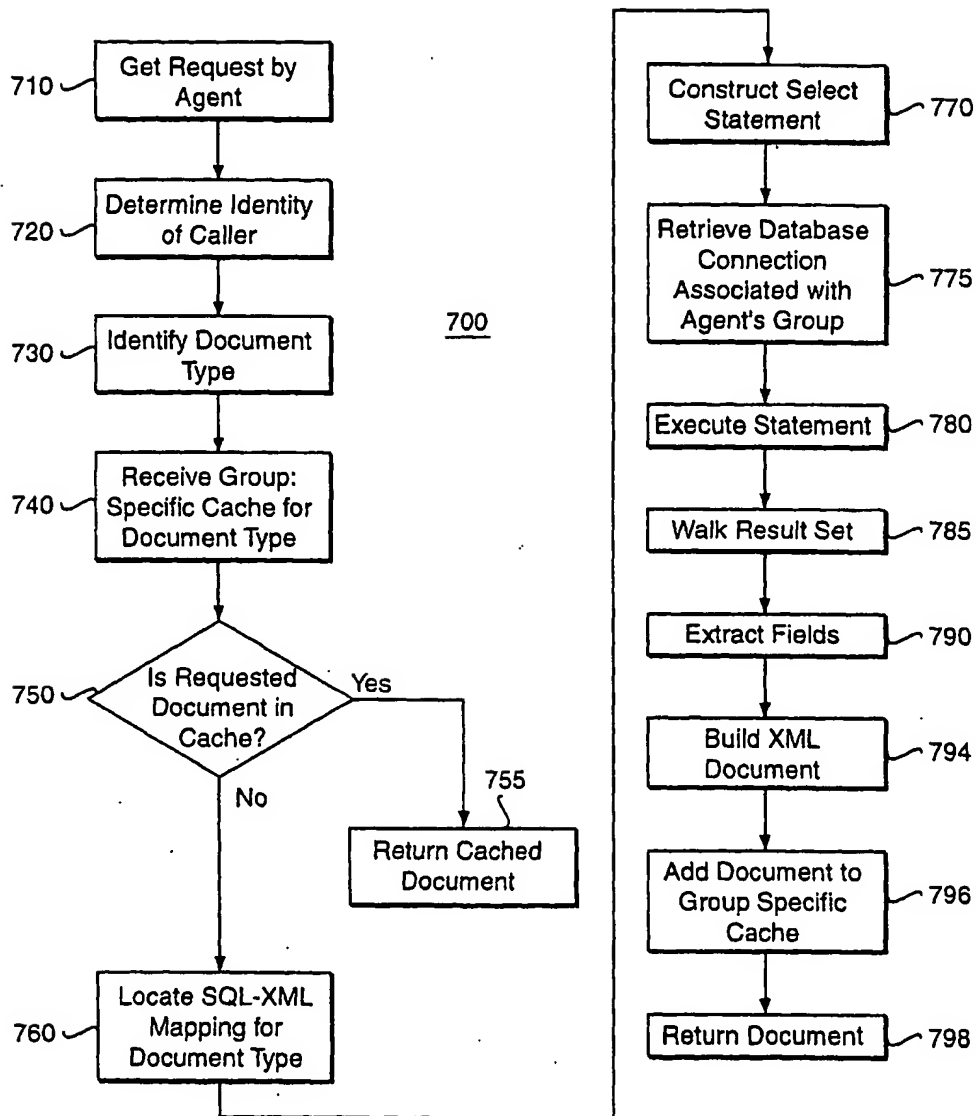 710
Get Request by
Agent
720
Determine Identity
of Caller
730
Identify Document
Type
740
Receive Group:
Specific Cache for
Document Type
750
Is Requested
Document in
Cache?
Yes
No
755
Return Cached
Document
760
Locate SQL-XML
Mapping for
Document Type
700
Construct Select
Statement
770
Retrieve Database
Connection
Associated with
Agent's Group
775
Execute Statement
780
Walk Result Set
785
Extract Fields
790
Build XML
Document
794
Add Document to
Group Specific
Cache
796
Return Document
798